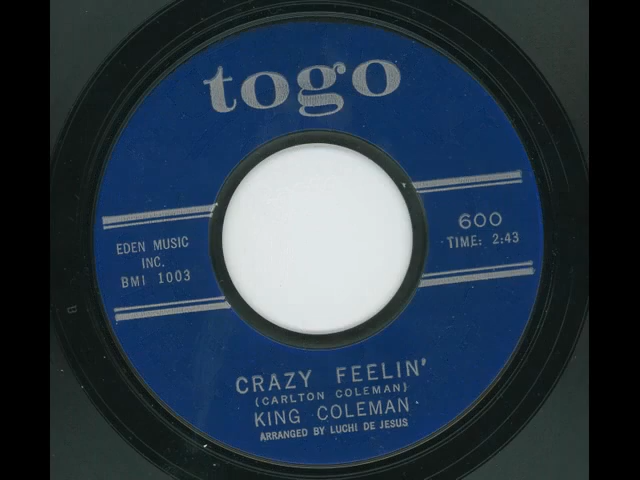 togo
EDEN MUSIC
INC.
BMI 1003
600
TIME: 2:43
CRAZY FEELIN'
(CARLTON COLEMAN)
KING COLEMAN
ARRANGED BY LUCHI DE JESUS